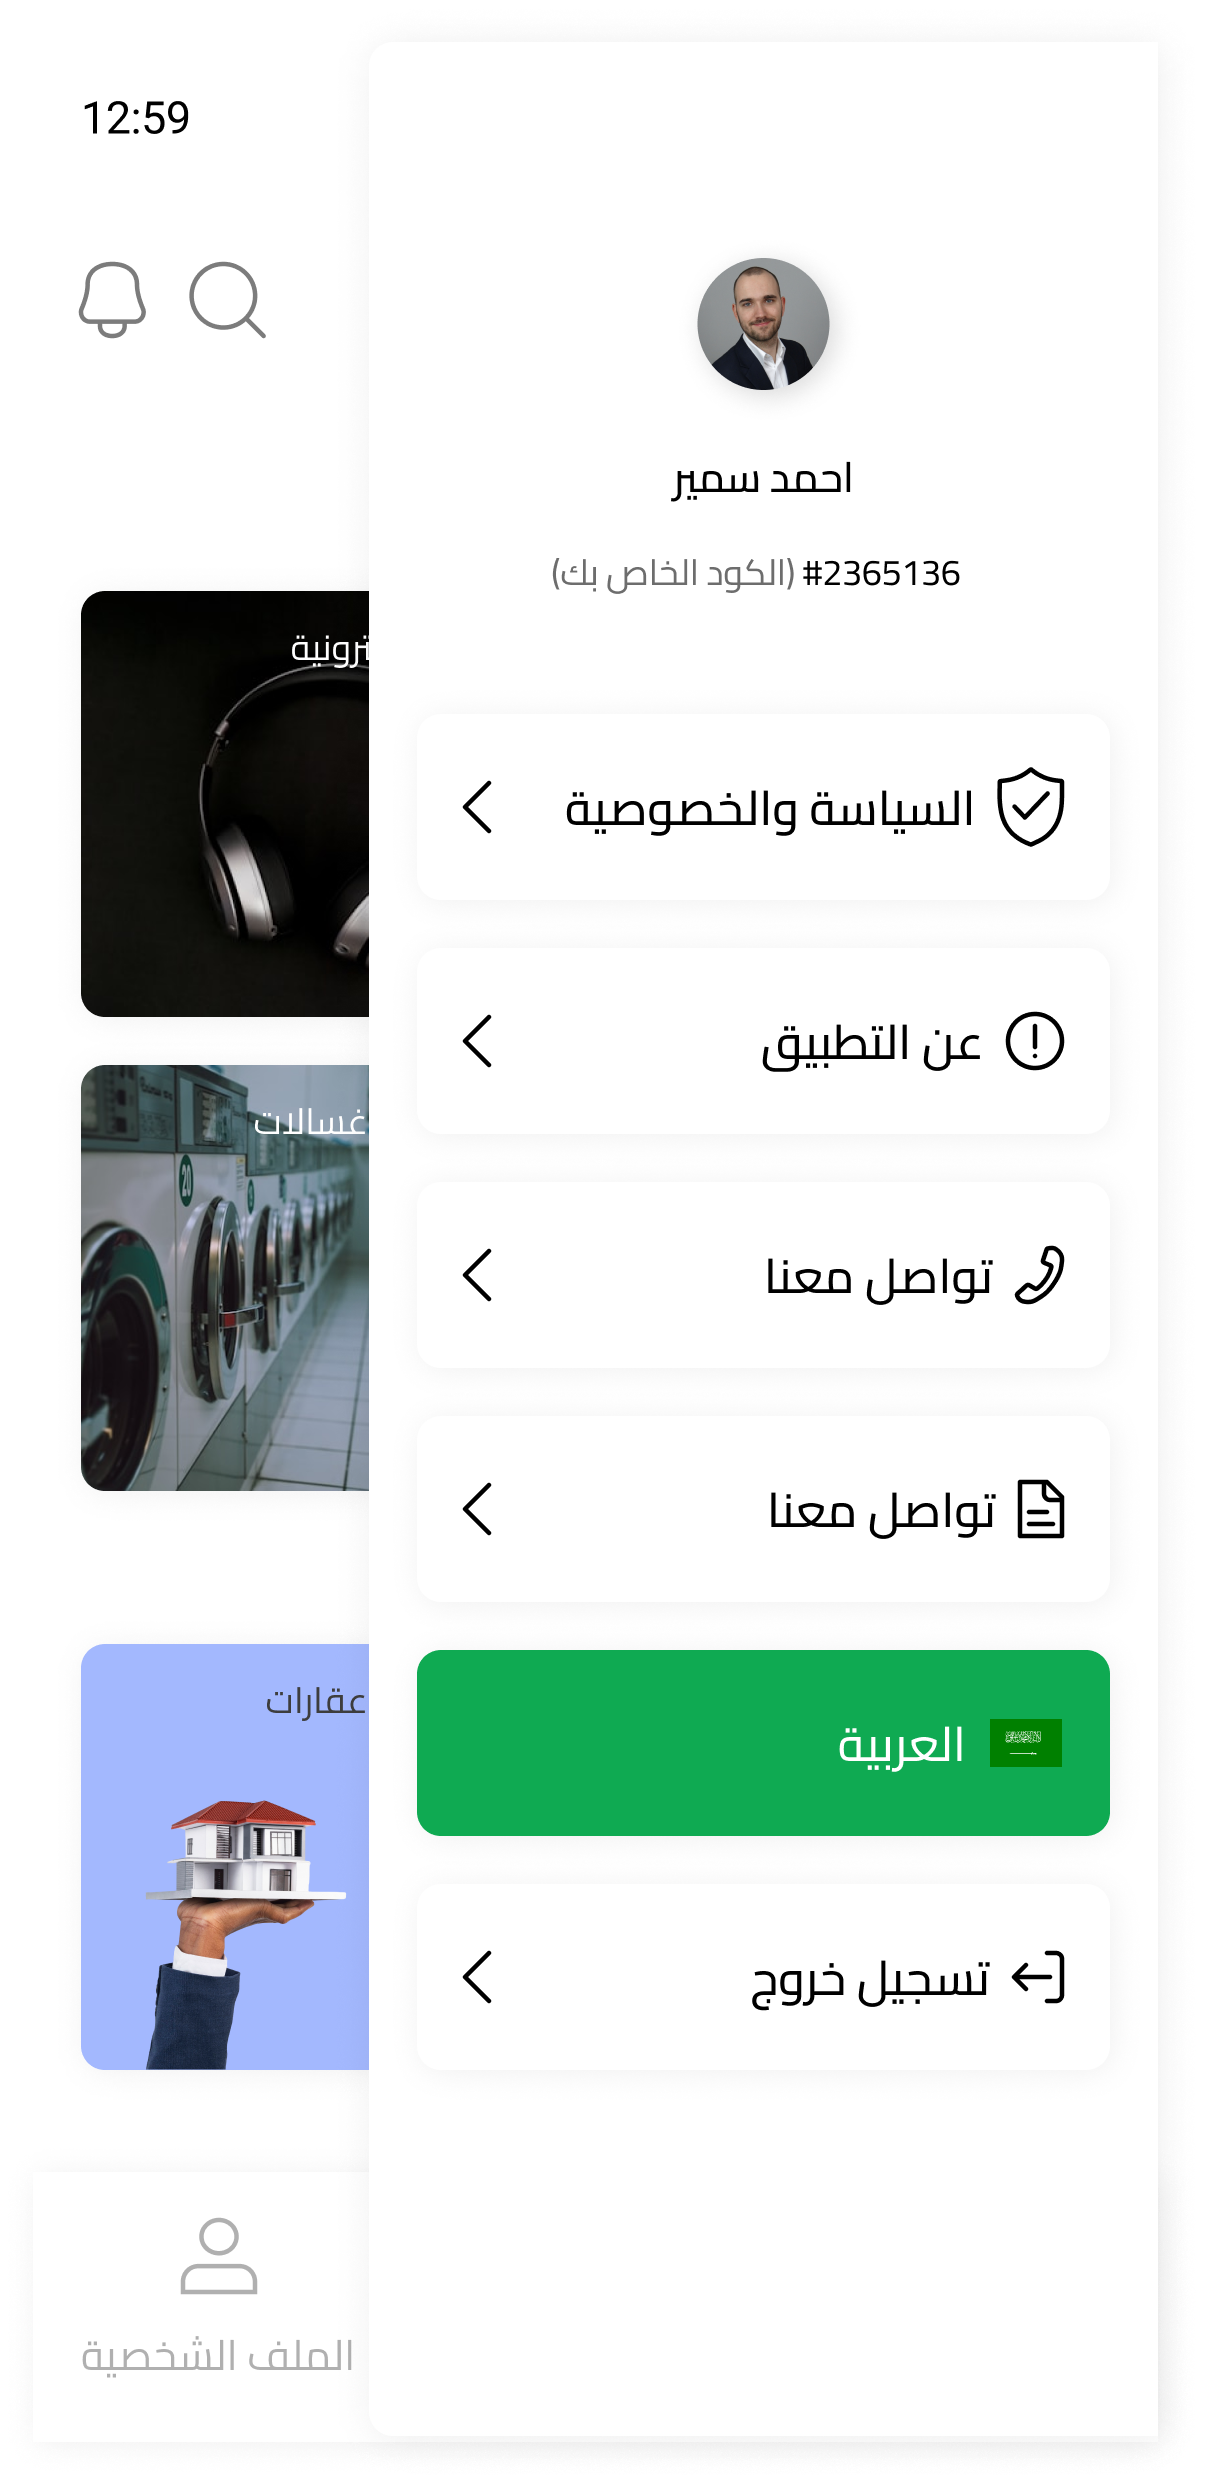 12:59
احمد سمير
#2365136 (الكود الخاص بك)
السياسة والخصوصية
عن التطبيق
تواصل معنا
تواصل معنا
العربية
تسجيل خروج
غسالات
20
عقارات
الملف الشخصية